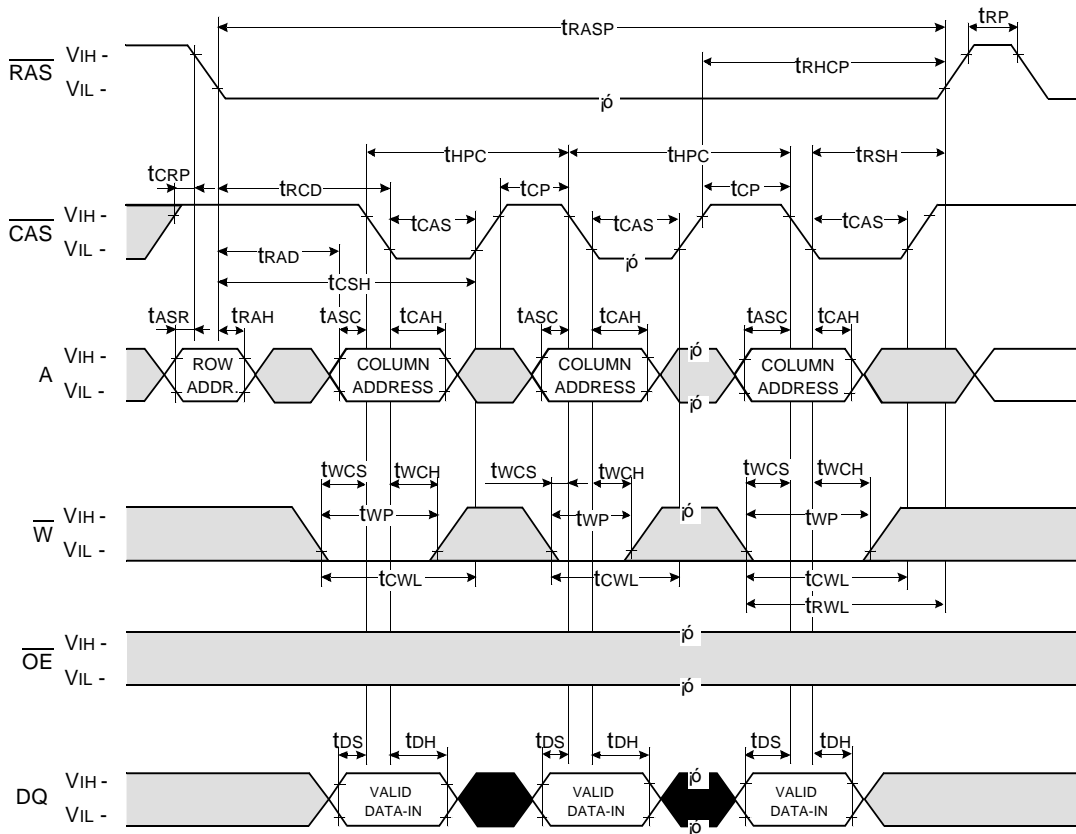 tRASP
tRP
RAS
VIH -
VIL -
tRHCP
¡ó
tHPC
tHPC
tRSH
tCRP
tRCD
tCP
tCP
CAS
VIH -
VIL -
tCAS
tCAS
tCAS
tRAD
¡ó
tCSH
tASR
tRAH
tASC
tCAH
tASC
tCAH
tASC
tCAH
A
VIH -
VIL -
ROW
ADDR.
COLUMN
ADDRESS
COLUMN
ADDRESS
COLUMN
ADDRESS
¡ó
¡ó
tWCS
tWCH
tWCS
tWCH
tWCS
tWCH
W
VIH -
VIL -
tWP
tWP
tWP
¡ó
tCWL
tCWL
tCWL
tRWL
OE
VIH -
VIL -
¡ó
¡ó
tDS
tDH
tDS
tDH
tDS
tDH
DQ
VIH -
VIL -
VALID
DATA-IN
VALID
DATA-IN
VALID
DATA-IN
¡ó
¡ó